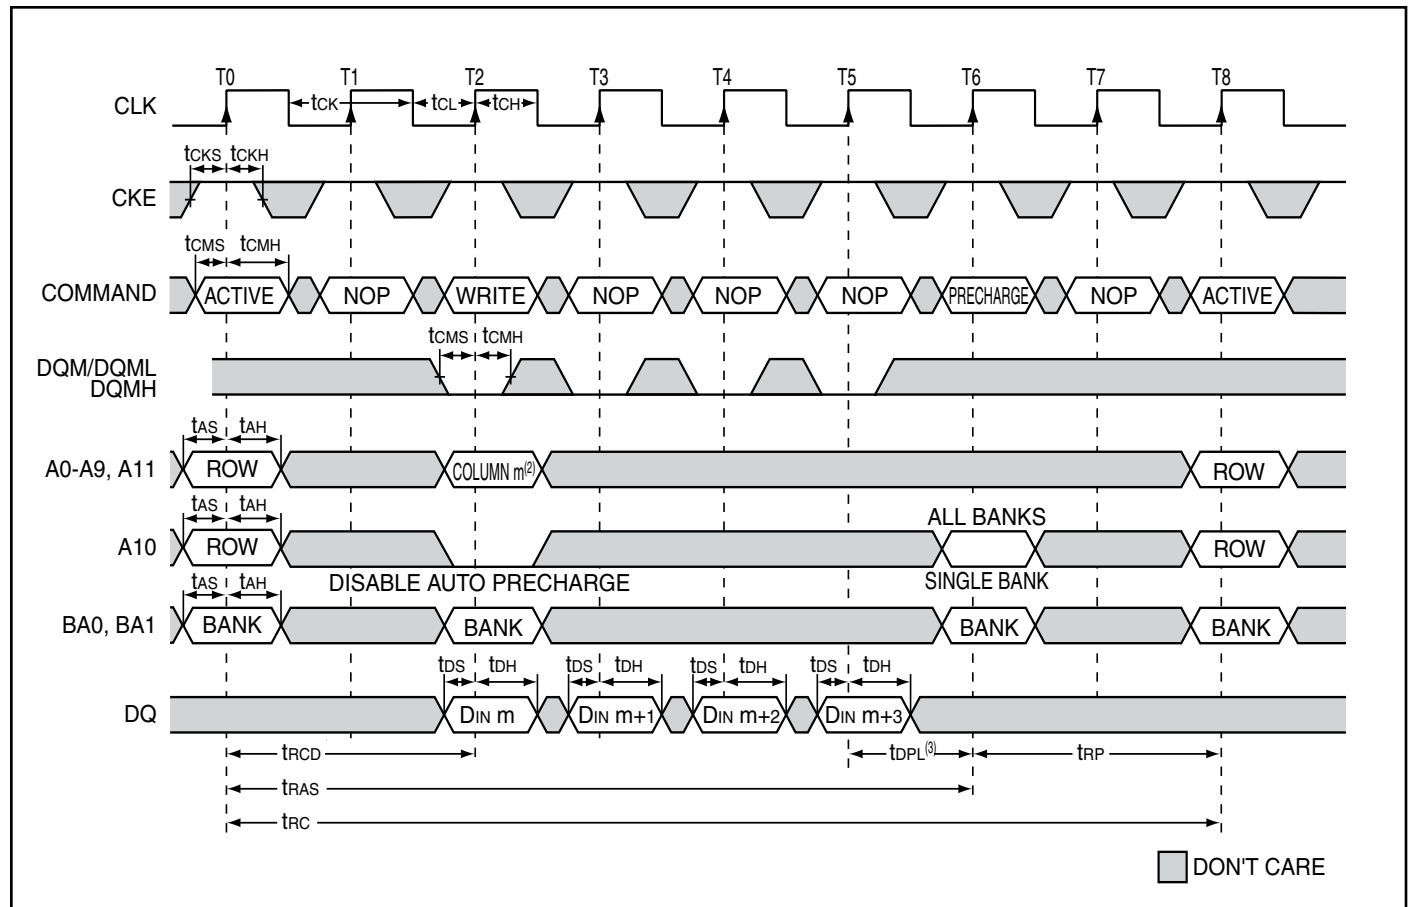 T0 T1 T2 T3 T4 T5 T6 T7 T8
CLK tCK tCL tCH
tCKS tCKH
CKE
tCMS tCMH
COMMAND ACTIVE NOP WRITE NOP NOP NOP PRECHARGE NOP ACTIVE
tCMS tCMH
DQM/DQML
DQMH
tAS tAH
A0-A9, A11 ROW COLUMN m(2) ROW
tAS tAH
ALL BANKS
A10 ROW ROW
DISABLE AUTO PRECHARGE SINGLE BANK
tAS tAH
BA0, BA1 BANK BANK BANK BANK
tDS tDH tDS tDH tDS tDH tDS tDH
DQ DIN m DIN m+1 DIN m+2 DIN m+3
tRCD tDPL(3) tRP
tRAS
tRC
DON'T CARE